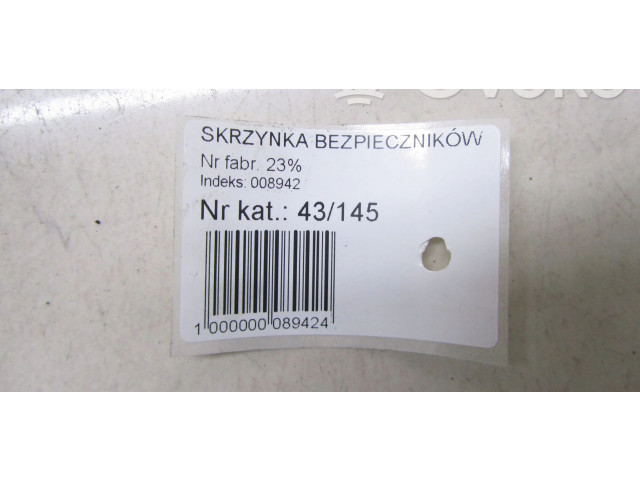 SKRZYNKA BEZPIECZNIKÓW
Nr fabr. 23%
Indeks: 008942
Nr kat.: 43/145
1 000000 089424